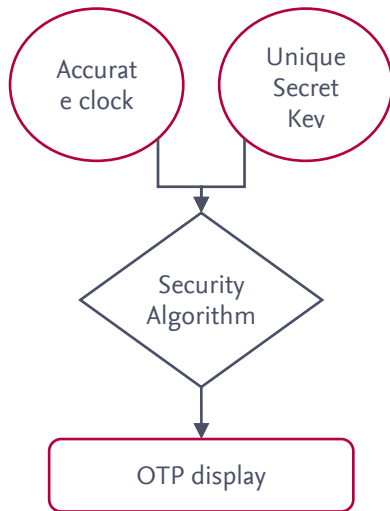 Accurat
e clock
Unique
Secret
Key
Security
Algorithm
OTP display